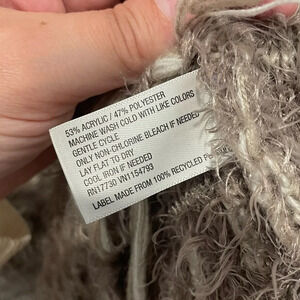 53% ACRYLIC / 47% POLYESTER
MACHINE WASH COLD WITH LIKE COLORS
GENTLE CYCLE
ONLY NON-CHLORINE BLEACH IF NEEDED
LAY FLAT TO DRY
COOL IRON IF NEEDED
RN17730 VN1154793
LABEL MADE FROM 100% RECYCLED